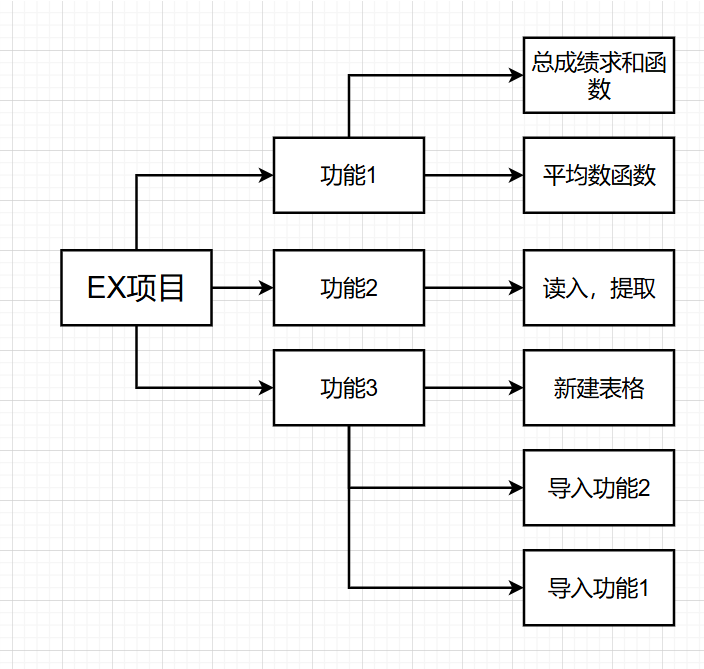 总成绩求和函
数
功能1
平均数函数
EX项目
功能2
读入，提取
功能3
新建表格
导入功能2
导入功能1